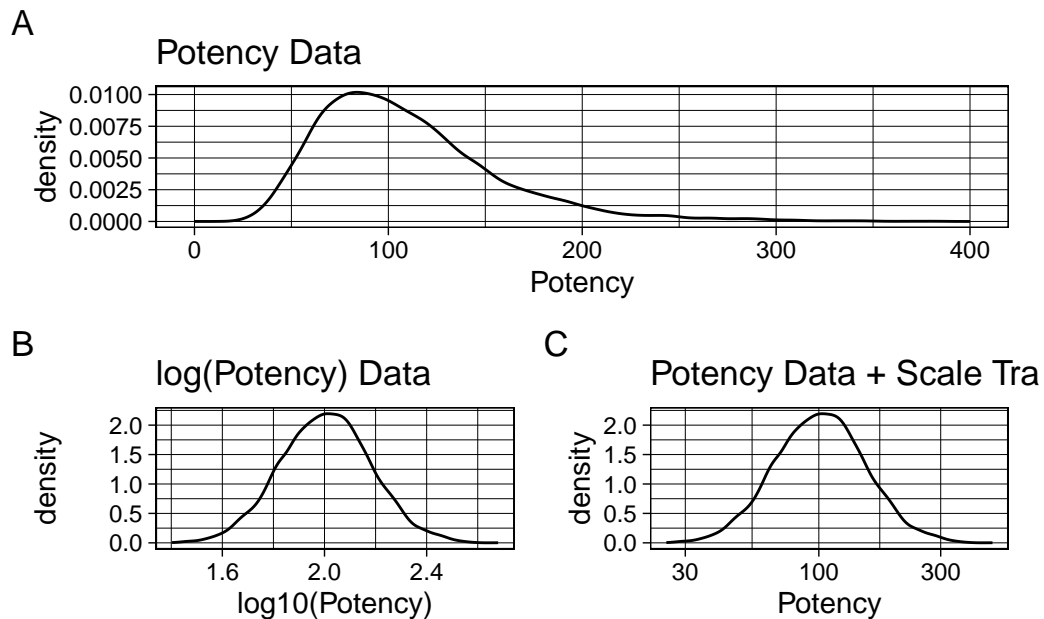 A
Potency Data
density
0.0100
0.0075
0.0050
0.0025
0.0000
0 100 200 300 400
Potency
B
log(Potency) Data
density
2.0
1.5
1.0
0.5
0.0
1.6 2.0 2.4
log10(Potency)
C
Potency Data + Scale Tra
density
2.0
1.5
1.0
0.5
0.0
30 100 300
Potency